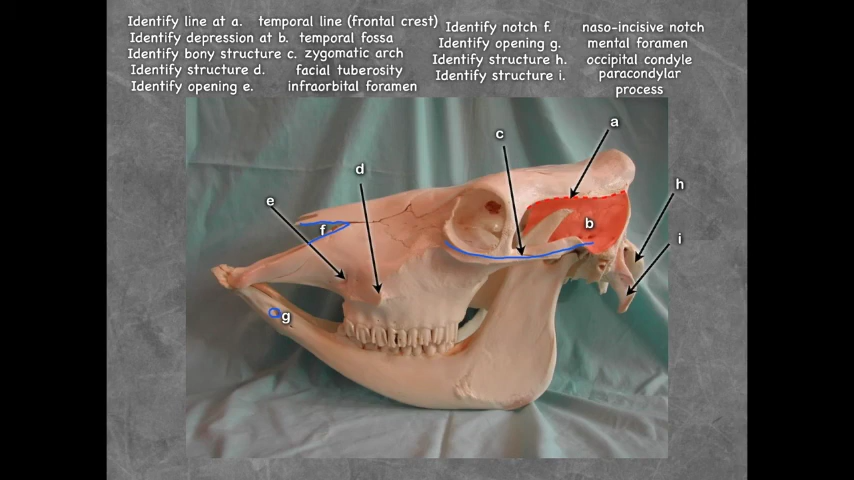 Identify line at a. temporal line (frontal crest)
Identify depression at b. temporal fossa
Identify bony structure c. zygomatic arch
Identify structure d. facial tuberosity
Identify opening e. infraorbital foramen
Identify notch f. naso-incisive notch
Identify opening g. mental foramen
Identify structure h. occipital condyle
Identify structure i. paracondylar
process
a
c
d
h
e
b
f
i
g